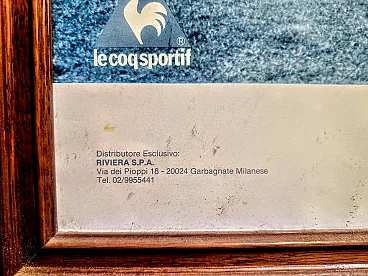 le coq sportif
®
Distributore Esclusivo:
RIVIERA S.P.A.
Via dei Pioppi 18 - 20024 Garbagnate Milanese
Tel. 02/9955441